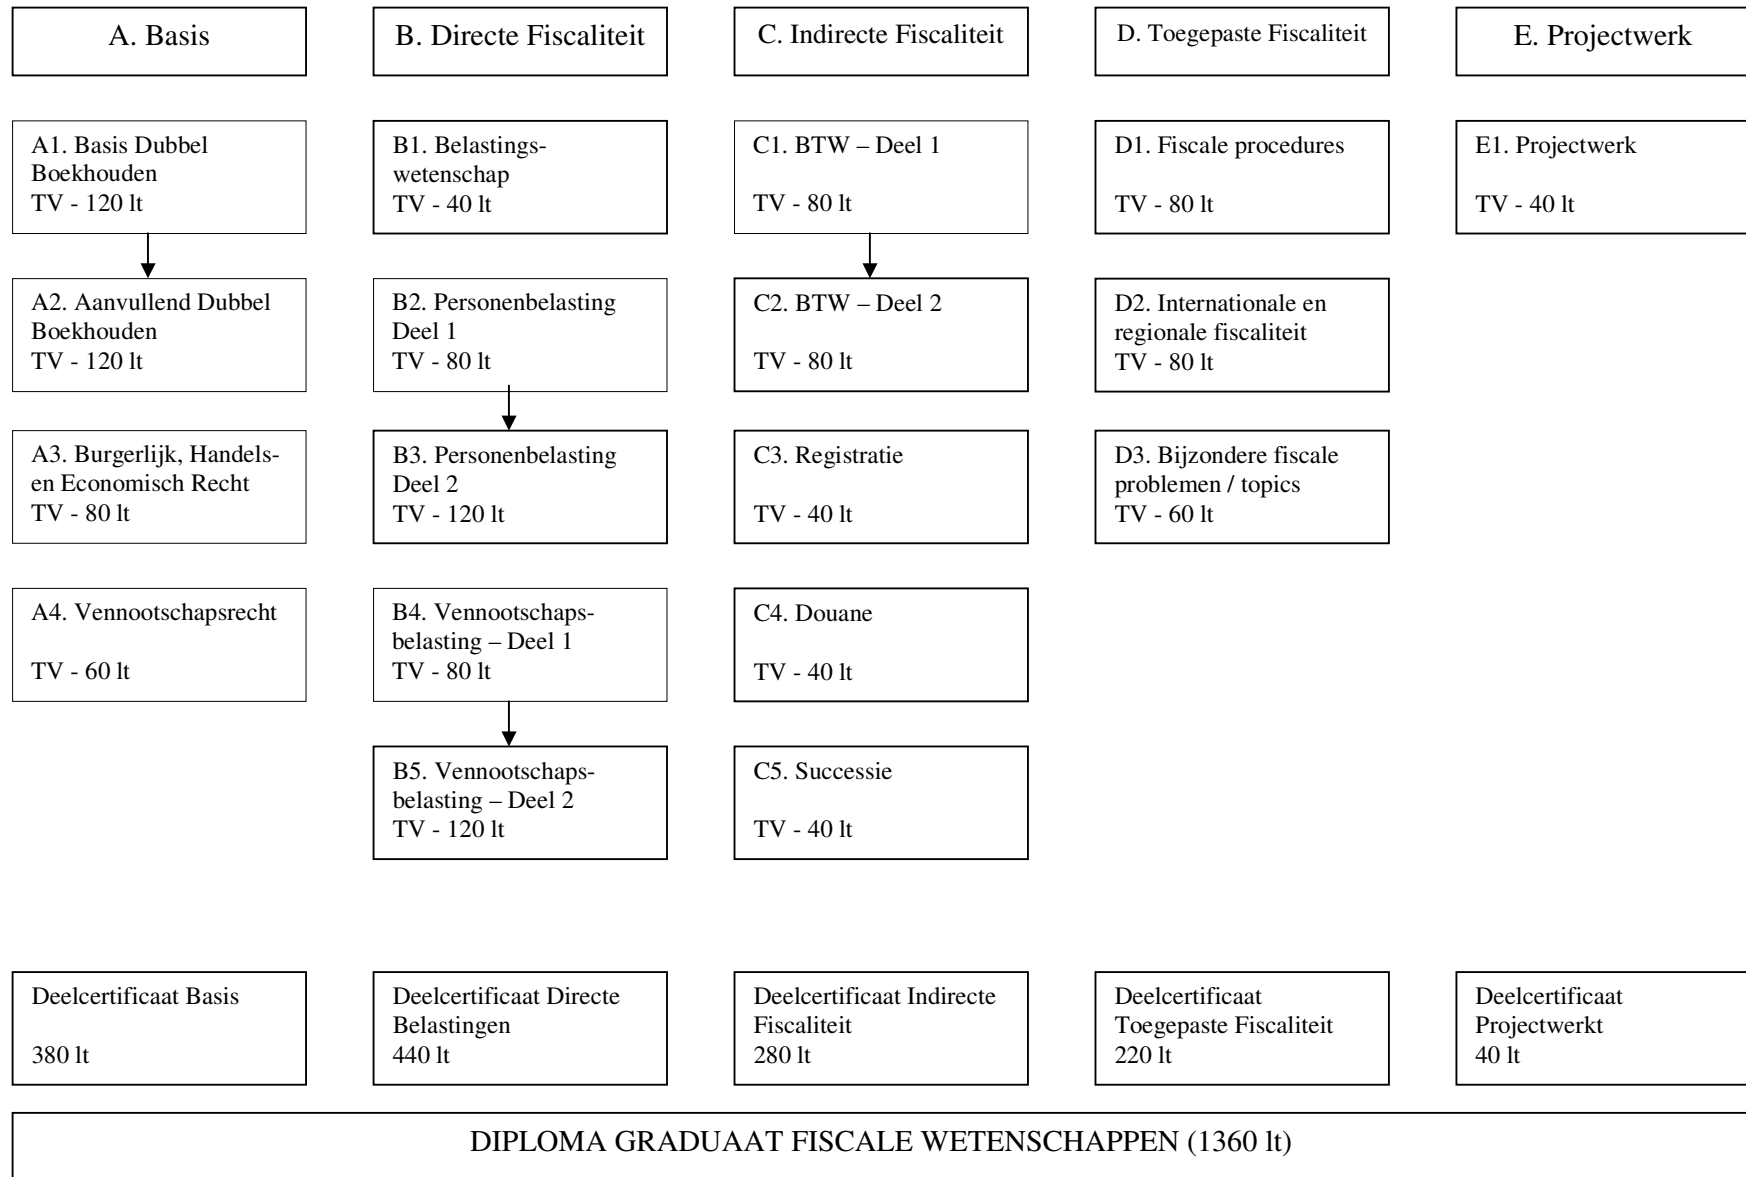 A. Basis
B. Directe Fiscaliteit
C. Indirecte Fiscaliteit
D. Toegepaste Fiscaliteit
E. Projectwerk
A1. Basis Dubbel
Boekhouden
TV - 120 lt
B1. Belastings-
wetenschap
TV - 40 lt
C1. BTW – Deel 1
TV - 80 lt
D1. Fiscale procedures
TV - 80 lt
E1. Projectwerk
TV - 40 lt
A2. Aanvullend Dubbel
Boekhouden
TV - 120 lt
B2. Personenbelasting
Deel 1
TV - 80 lt
C2. BTW – Deel 2
TV - 80 lt
D2. Internationale en
regionale fiscaliteit
TV - 80 lt
A3. Burgerlijk, Handels-
en Economisch Recht
TV - 80 lt
B3. Personenbelasting
Deel 2
TV - 120 lt
C3. Registratie
TV - 40 lt
D3. Bijzondere fiscale
problemen / topics
TV - 60 lt
A4. Vennootschapsrecht
TV - 60 lt
B4. Vennootschaps-
belasting – Deel 1
TV - 80 lt
C4. Douane
TV - 40 lt
B5. Vennootschaps-
belasting – Deel 2
TV - 120 lt
C5. Successie
TV - 40 lt
Deelcertificaat Basis
380 lt
Deelcertificaat Directe
Belastingen
440 lt
Deelcertificaat Indirecte
Fiscaliteit
280 lt
Deelcertificaat
Toegepaste Fiscaliteit
220 lt
Deelcertificaat
Projectwerkt
40 lt
DIPLOMA GRADUAAT FISCALE WETENSCHAPPEN (1360 lt)